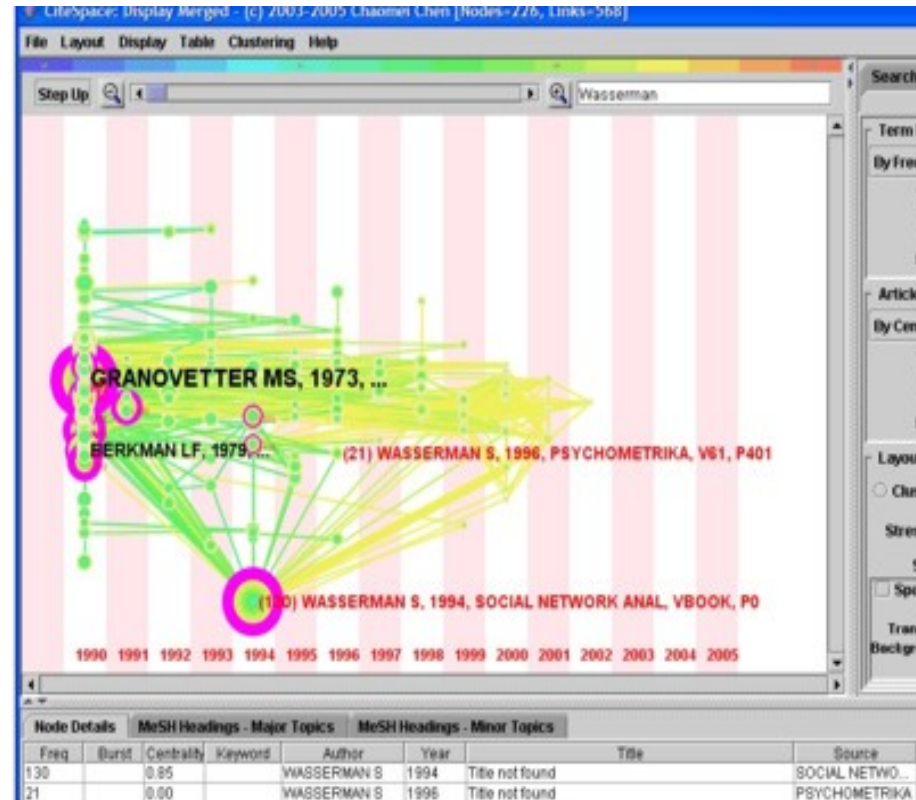 CiteSpace: Display Merged - (c) 2003-2005 Chaomei Chen [Nodes=226, Links=568]
File Layout Display Table Clustering Help
Step Up Wasserman
Search
Term
By Fre
Article
By Cen
GRANOVETTER MS, 1973, ...
BERKMAN LF, 1979, ...
(21) WASSERMAN S, 1996, PSYCHOMETRIKA, V61, P401
Layou
Clus
Stres
S
Spe
(130) WASSERMAN S, 1994, SOCIAL NETWORK ANAL, VBOOK, P0
Tran
Backgr
1990 1991 1992 1993 1994 1995 1996 1997 1998 1999 2000 2001 2002 2003 2004 2005
Node Details MeSH Headings - Major Topics MeSH Headings - Minor Topics
Freq Burst Centrality Keyword Author Year Title Source
130 0.85 WASSERMAN S 1994 Title not found SOCIAL NETWO...
21 0.00 WASSERMAN S 1996 Title not found PSYCHOMETRIKA